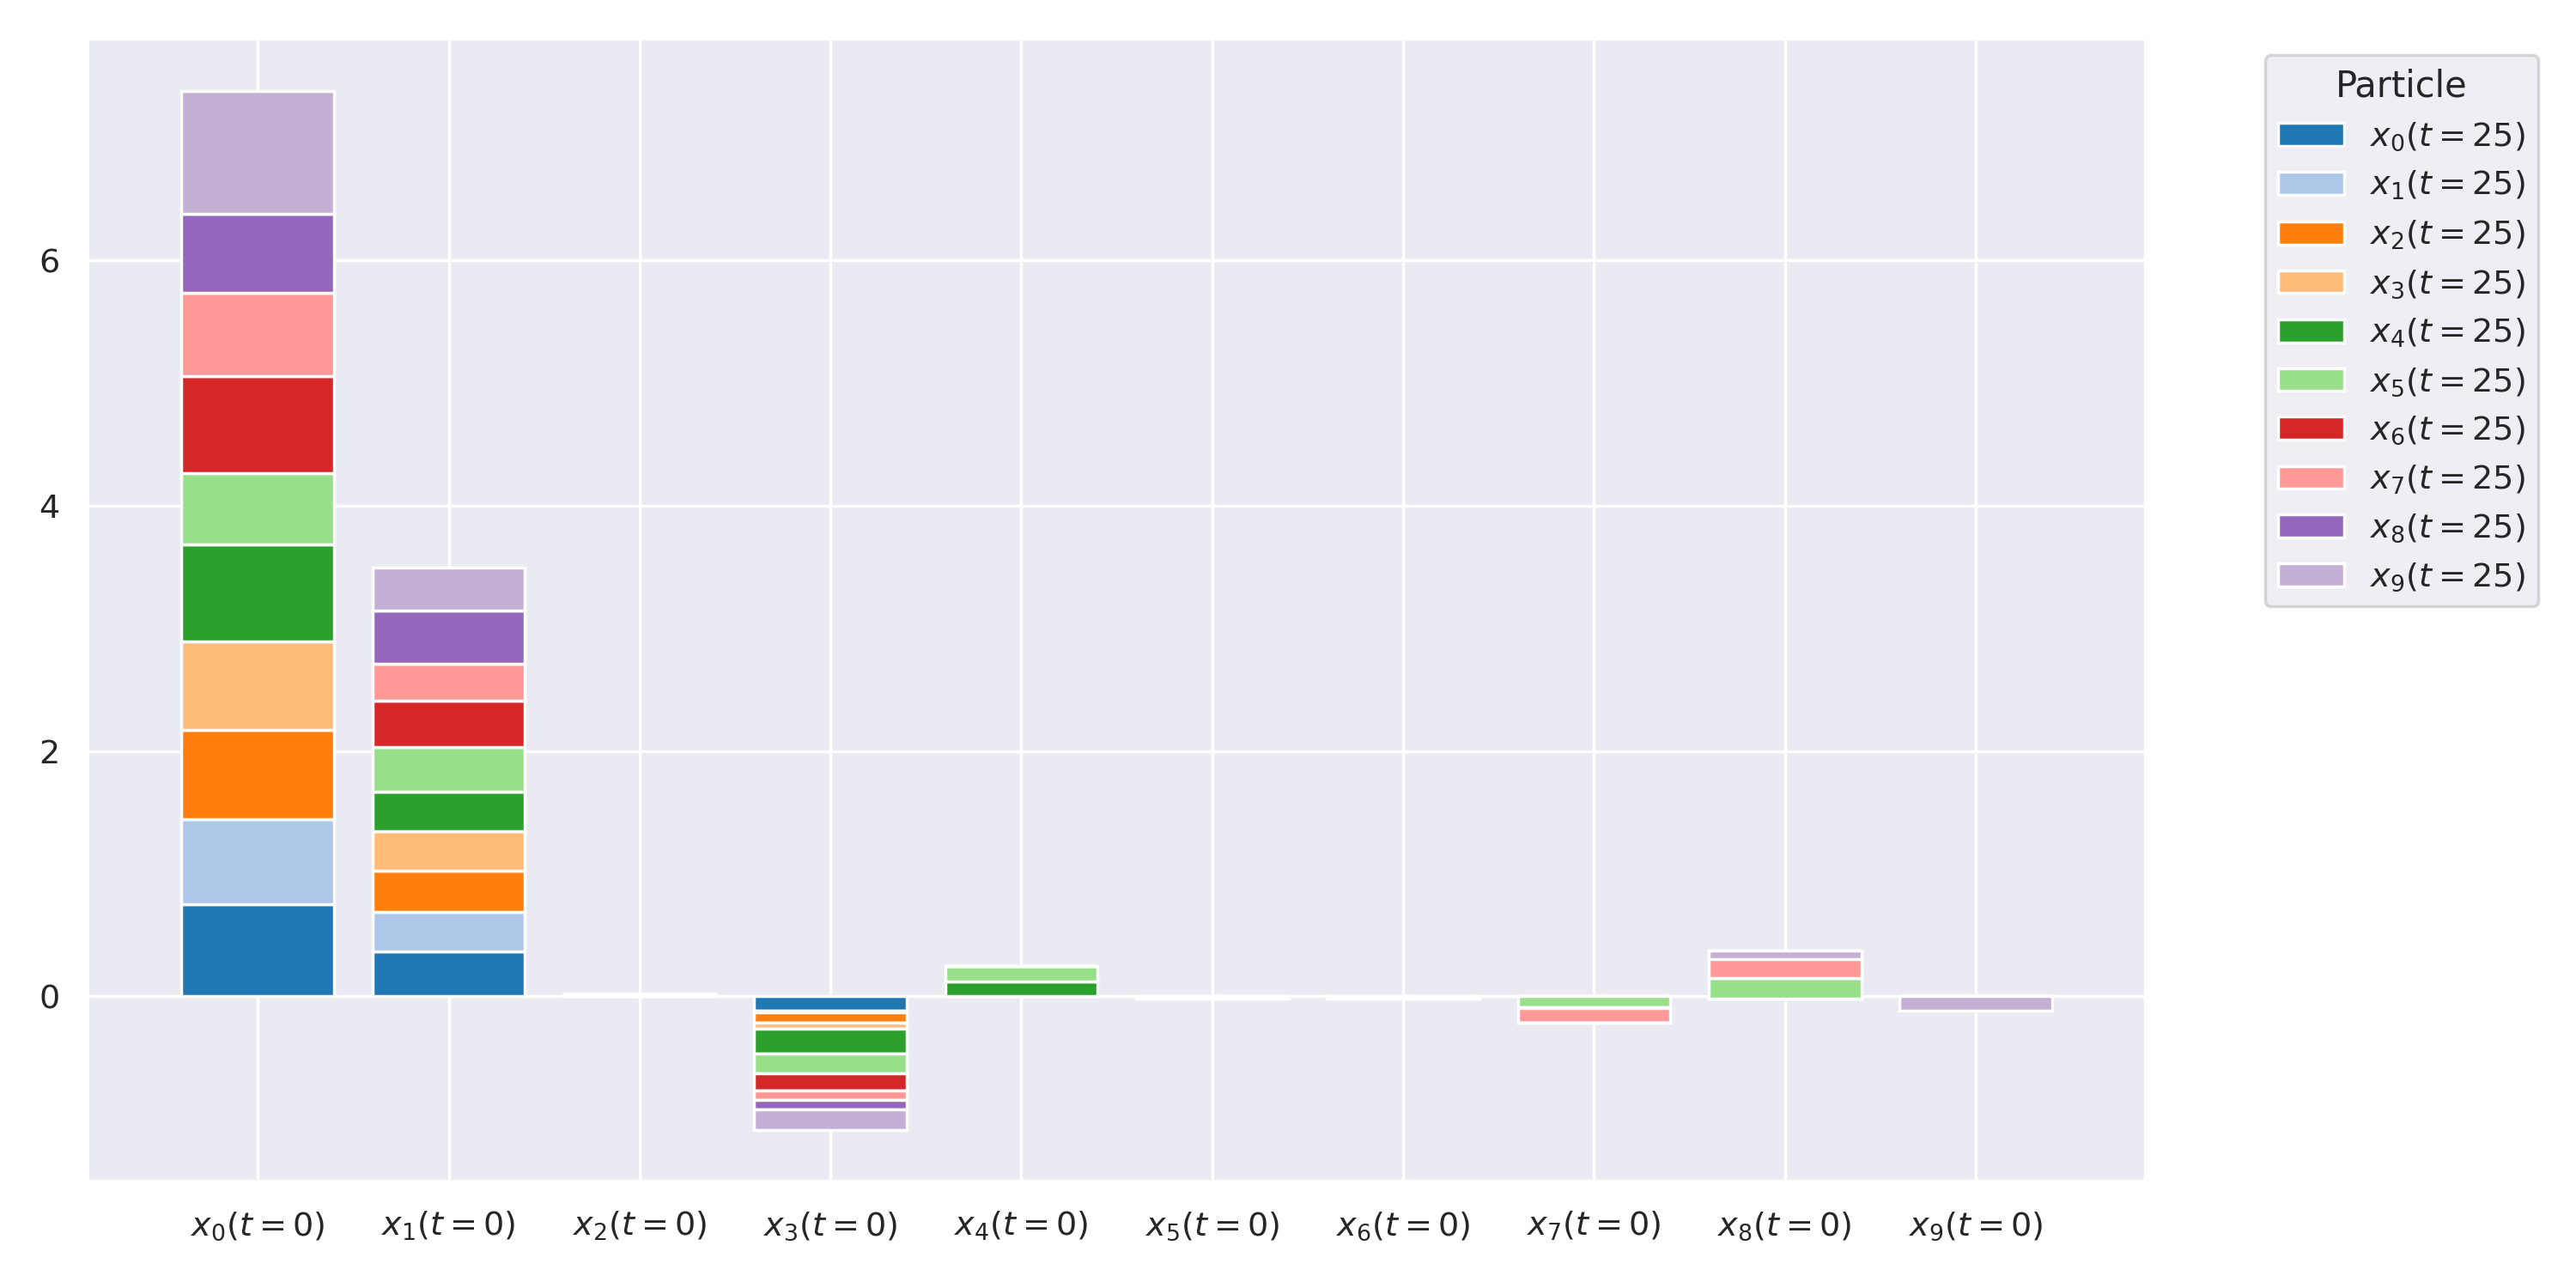 6
4
2
0
x₀(t = 0) x₁(t = 0) x₂(t = 0) x₃(t = 0) x₄(t = 0) x₅(t = 0) x₆(t = 0) x₇(t = 0) x₈(t = 0) x₉(t = 0)
Particle
x₀(t = 25)
x₁(t = 25)
x₂(t = 25)
x₃(t = 25)
x₄(t = 25)
x₅(t = 25)
x₆(t = 25)
x₇(t = 25)
x₈(t = 25)
x₉(t = 25)